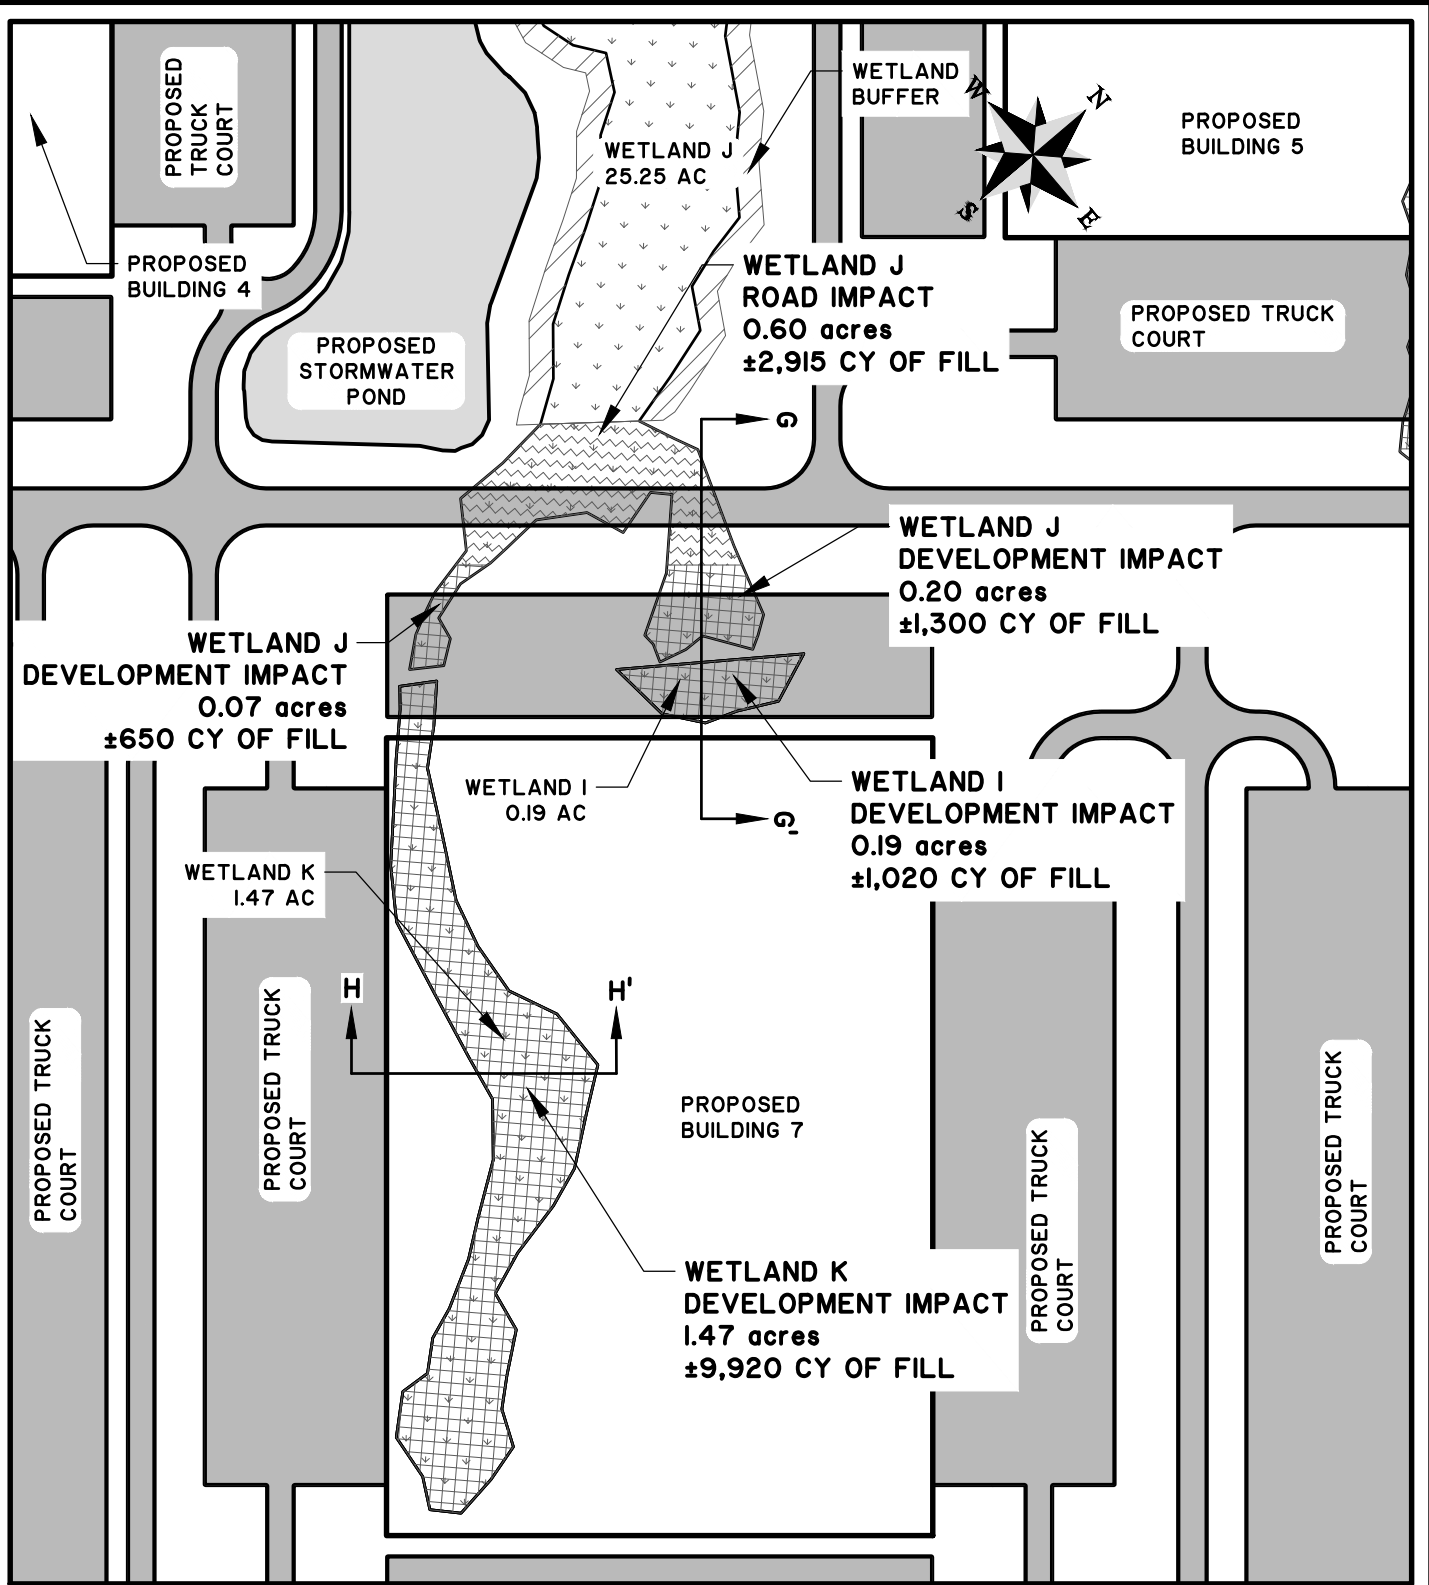 PROPOSED
TRUCK
COURT
WETLAND
BUFFER
W
N
S
E
PROPOSED
BUILDING 5
WETLAND J
25.25 AC
PROPOSED
BUILDING 4
WETLAND J
ROAD IMPACT
0.60 acres
±2,915 CY OF FILL
PROPOSED TRUCK
COURT
PROPOSED
STORMWATER
POND
G
WETLAND J
DEVELOPMENT IMPACT
0.20 acres
±1,300 CY OF FILL
WETLAND J
DEVELOPMENT IMPACT
0.07 acres
±650 CY OF FILL
WETLAND I
0.19 AC
G'
WETLAND I
DEVELOPMENT IMPACT
0.19 acres
±1,020 CY OF FILL
WETLAND K
1.47 AC
H
H'
PROPOSED TRUCK
COURT
PROPOSED TRUCK
COURT
PROPOSED
BUILDING 7
PROPOSED TRUCK
COURT
PROPOSED TRUCK
COURT
WETLAND K
DEVELOPMENT IMPACT
1.47 acres
±9,920 CY OF FILL